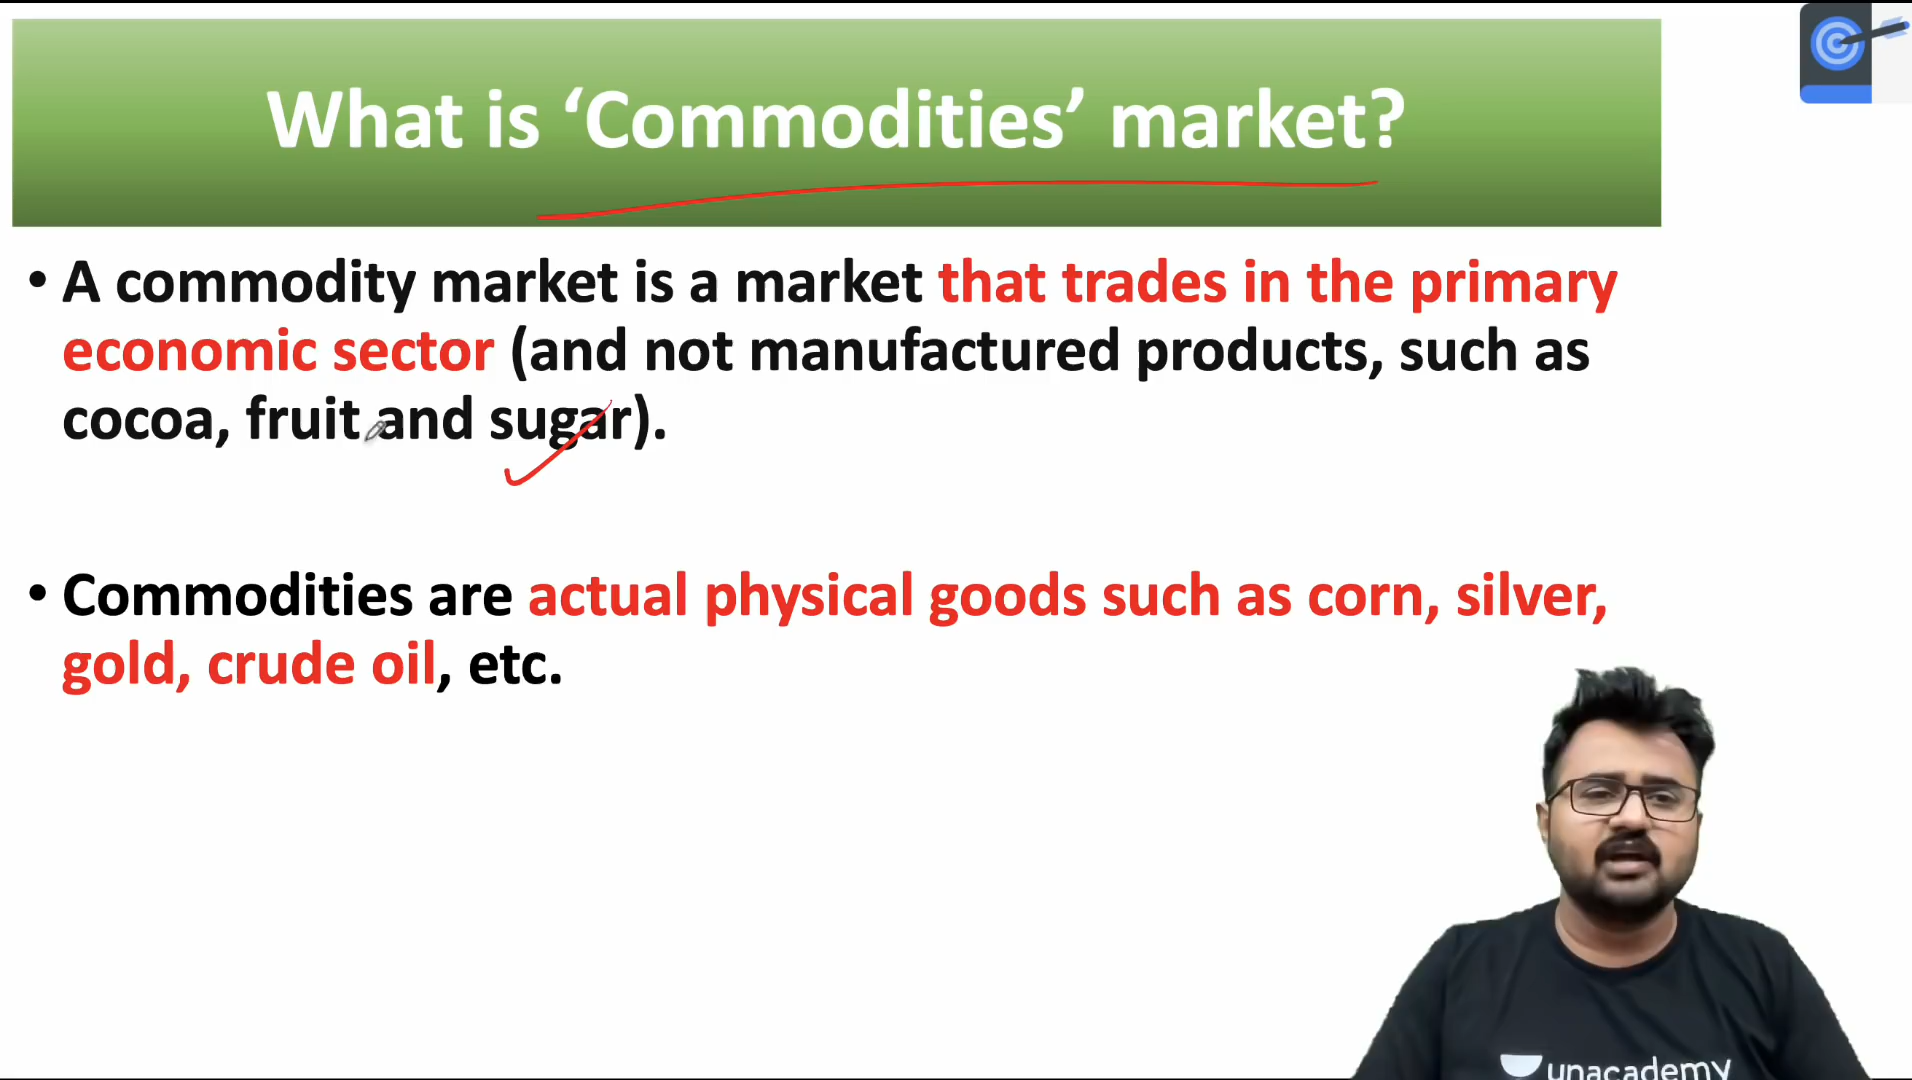 What is ‘Commodities’ market?
• A commodity market is a market that trades in the primary
economic sector (and not manufactured products, such as
cocoa, fruit and sugar).
• Commodities are actual physical goods such as corn, silver,
gold, crude oil, etc.
unacademy